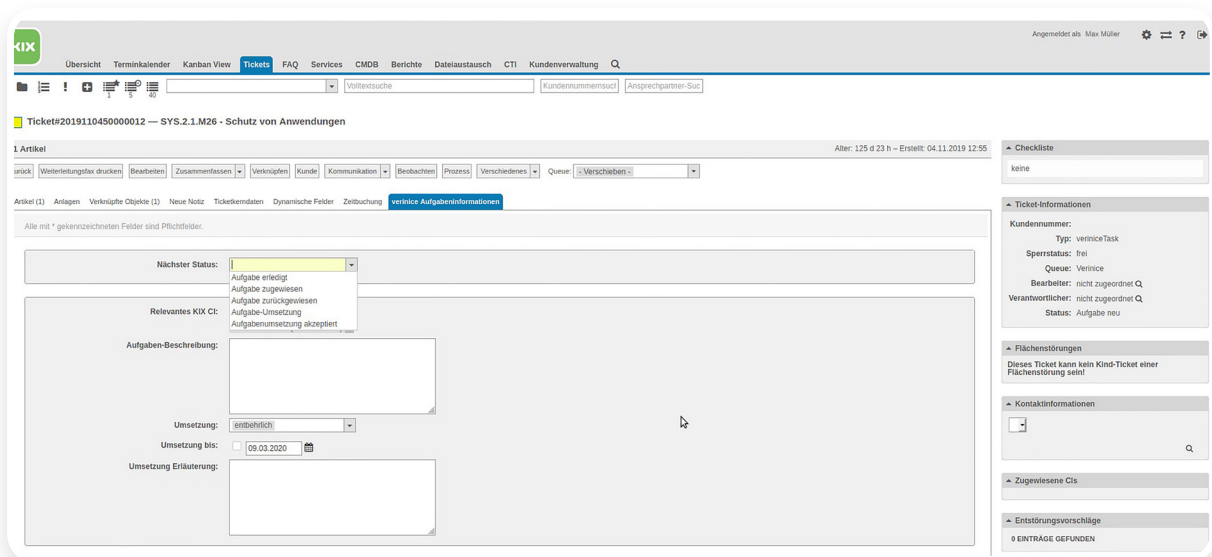 KIX
Angemeldet als Max Müller
Übersicht Terminkalender Kanban View Tickets FAQ Services CMDB Berichte Dateiaustausch CTI Kundenverwaltung
1 5 40 Volltextsuche Kundennummernsuch Ansprechpartner-Suc
Ticket#2019110450000012 — SYS.2.1.M26 - Schutz von Anwendungen
1 Artikel Alter: 125 d 23 h – Erstellt: 04.11.2019 12:55
urück Weiterleitungsfax drucken Bearbeiten Zusammenfassen Verknüpfen Kunde Kommunikation Beobachten Prozess Verschiedenes Queue: - Verschieben -
Artikel (1) Anlagen Verknüpfte Objekte (1) Neue Notiz Ticketkerndaten Dynamische Felder Zeitbuchung verinice Aufgabeninformationen
Alle mit * gekennzeichneten Felder sind Pflichtfelder.
Nächster Status:
Aufgabe erledigt
Aufgabe zugewiesen
Aufgabe zurückgewiesen
Aufgabe-Umsetzung
Aufgabenumsetzung akzeptiert
Relevantes KIX CI:
Aufgaben-Beschreibung:
Umsetzung: entbehrlich
Umsetzung bis: 09.03.2020
Umsetzung Erläuterung:
Checkliste
keine
Ticket-Informationen
Kundennummer:
Typ: veriniceTask
Sperrstatus: frei
Queue: Verinice
Bearbeiter: nicht zugeordnet
Verantwortlicher: nicht zugeordnet
Status: Aufgabe neu
Flächenstörungen
Dieses Ticket kann kein Kind-Ticket einer
Flächenstörung sein!
Kontaktinformationen
Zugewiesene CIs
Entstörungsvorschläge
0 EINTRÄGE GEFUNDEN